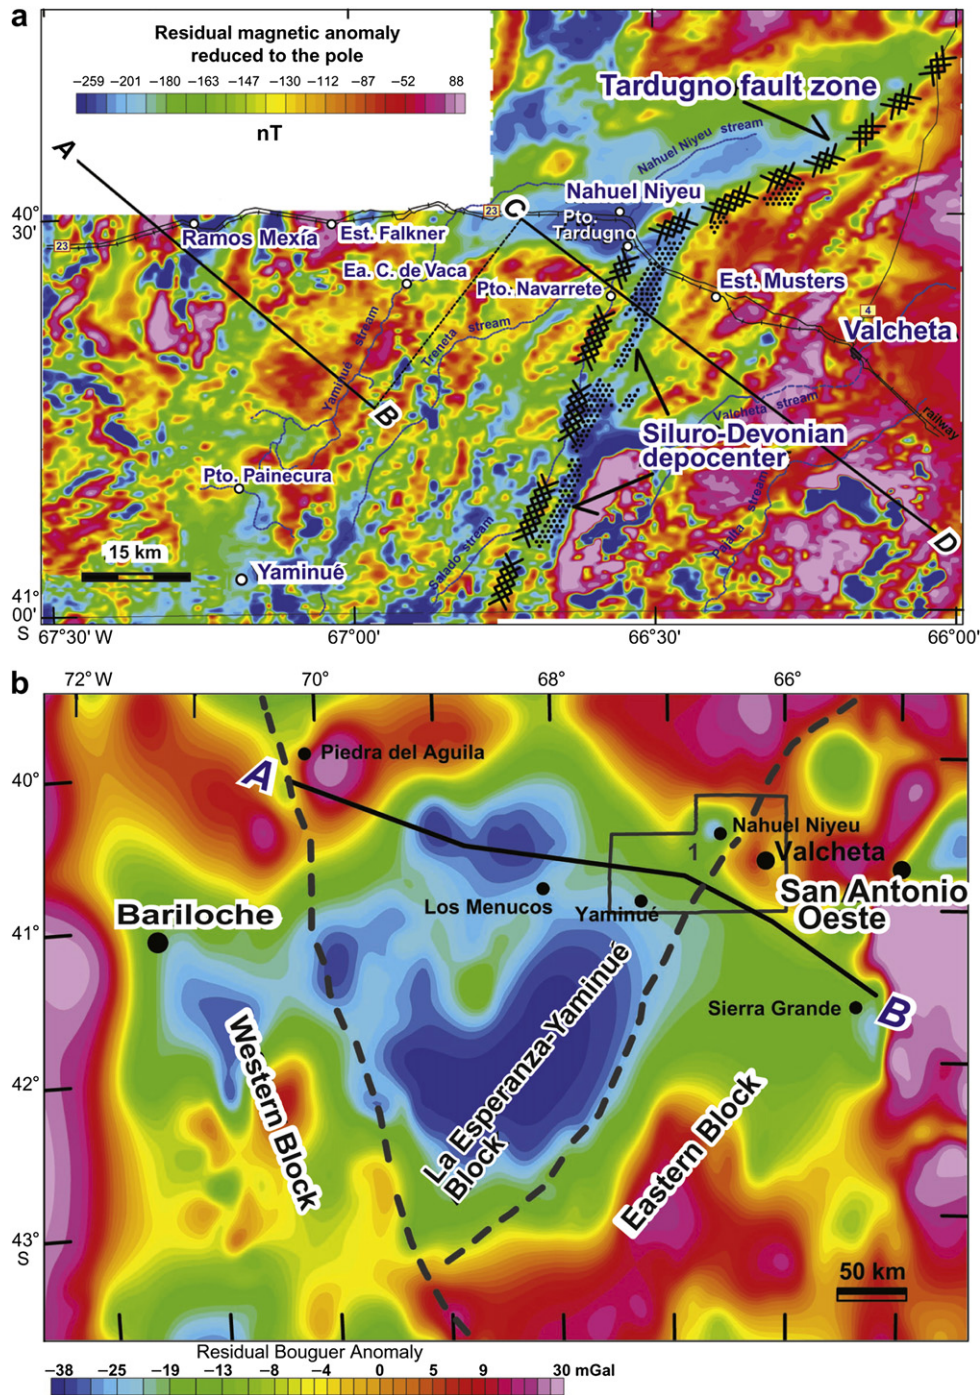 a
Residual magnetic anomaly
reduced to the pole
−259 −201 −180 −163 −147 −130 −112 −87 −52 88
nT
Tardugno fault zone
A
Nahuel Niyeu stream
40°
30'
23
Ramos Mexía
Est. Falkner
23
C
Nahuel Niyeu
Pto.
Tardugno
Ea. C. de Vaca
Pto. Navarrete
Est. Musters
4
Valcheta
Yaminué stream
Treneta stream
B
Valcheta stream
railway
Siluro-Devonian
depocenter
Pto. Painecura
Salado stream
Pajalta stream
D
15 km
Yaminué
41°
00'
S
67°30' W 67°00' 66°30' 66°00'
b
72° W 70° 68° 66°
Piedra del Aguila
A
40°
Nahuel Niyeu
1
Valcheta
Los Menucos
Yaminué
San Antonio
Oeste
Bariloche
41°
Sierra Grande
B
Western Block
La Esperanza-Yaminué
Block
Eastern Block
42°
43°
S
50 km
Residual Bouguer Anomaly
−38 −25 −19 −13 −8 −4 0 5 9 30 mGal